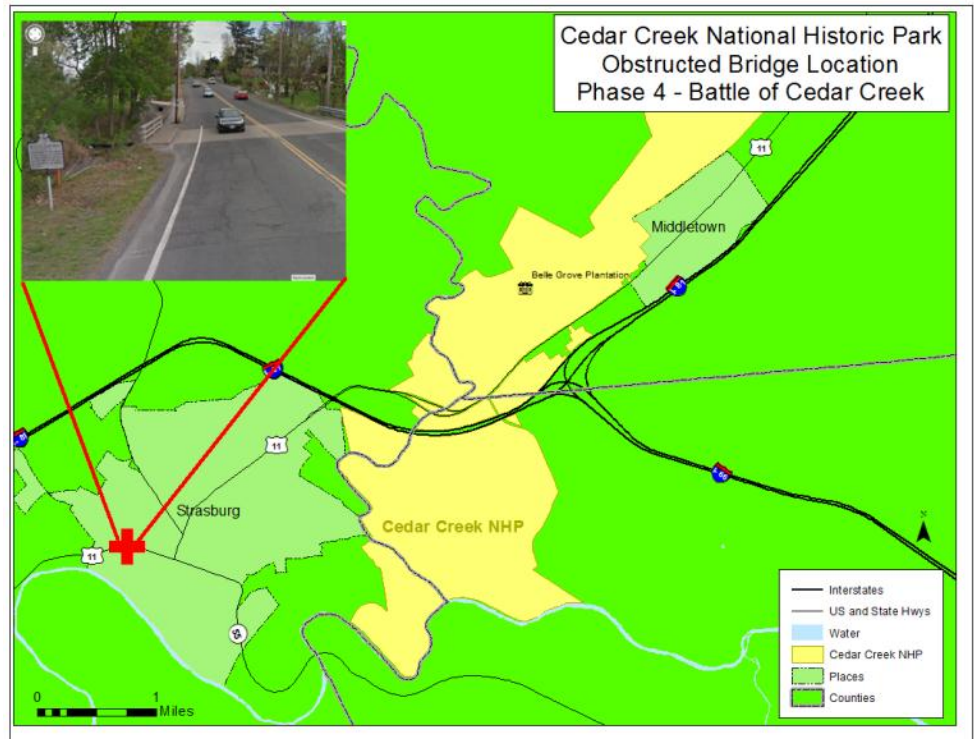 Cedar Creek National Historic Park
Obstructed Bridge Location
Phase 4 - Battle of Cedar Creek
11
Middletown
Belle Grove Plantation
11
Strasburg
Cedar Creek NHP
11
55
66
N
Interstates
US and State Hwys
Water
Cedar Creek NHP
Places
Counties
0 1
Miles